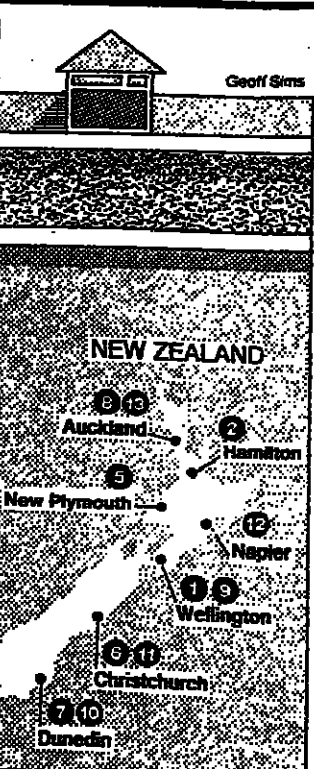 Geoff Sims
NEW ZEALAND
8 13
Auckland
2
Hamilton
5
New Plymouth
12
Napier
1 9
Wellington
6 11
Christchurch
7 10
Dunedin